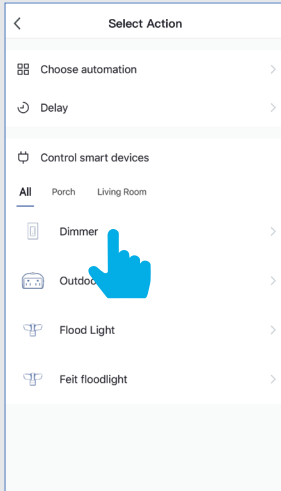 Select Action
Choose automation
Delay
Control smart devices
All Porch Living Room
Dimmer
Flood Light
Feit floodlight